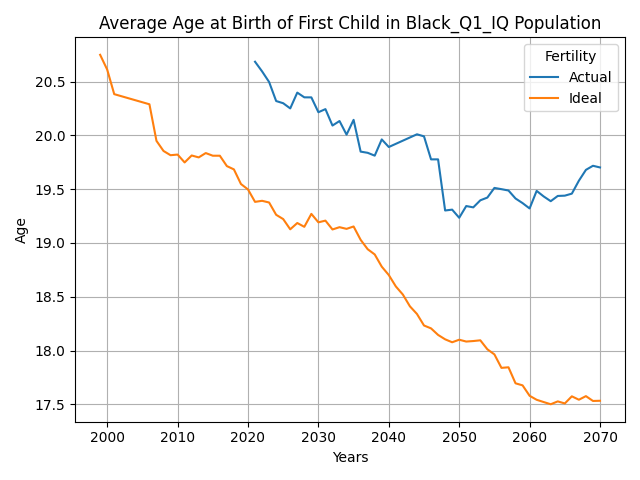 Average Age at Birth of First Child in Black_Q1_IQ Population
Fertility
Actual
Ideal
20.5
20.0
19.5
19.0
18.5
18.0
17.5
Age
2000 2010 2020 2030 2040 2050 2060 2070
Years